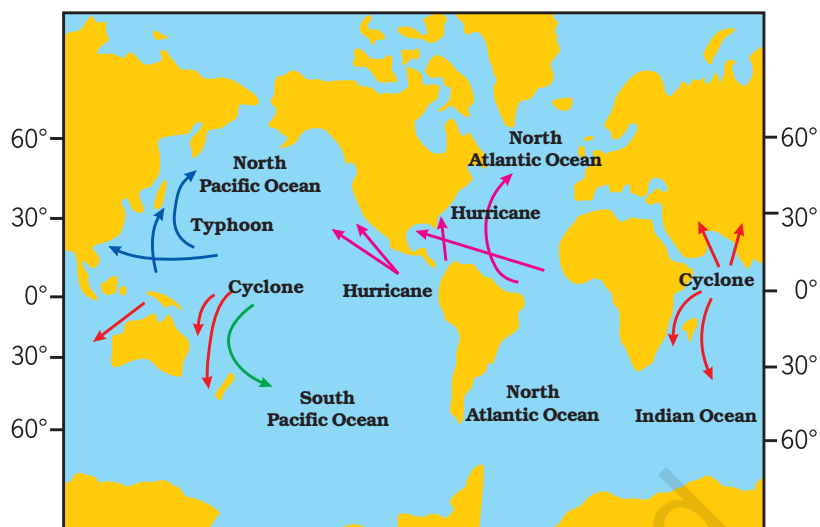 60°
30°
0°
30°
60°
North
Pacific Ocean
Typhoon
Cyclone
Hurricane
South
Pacific Ocean
North
Atlantic Ocean
Hurricane
North
Atlantic Ocean
Cyclone
Indian Ocean
60°
30°
0°
30°
60°